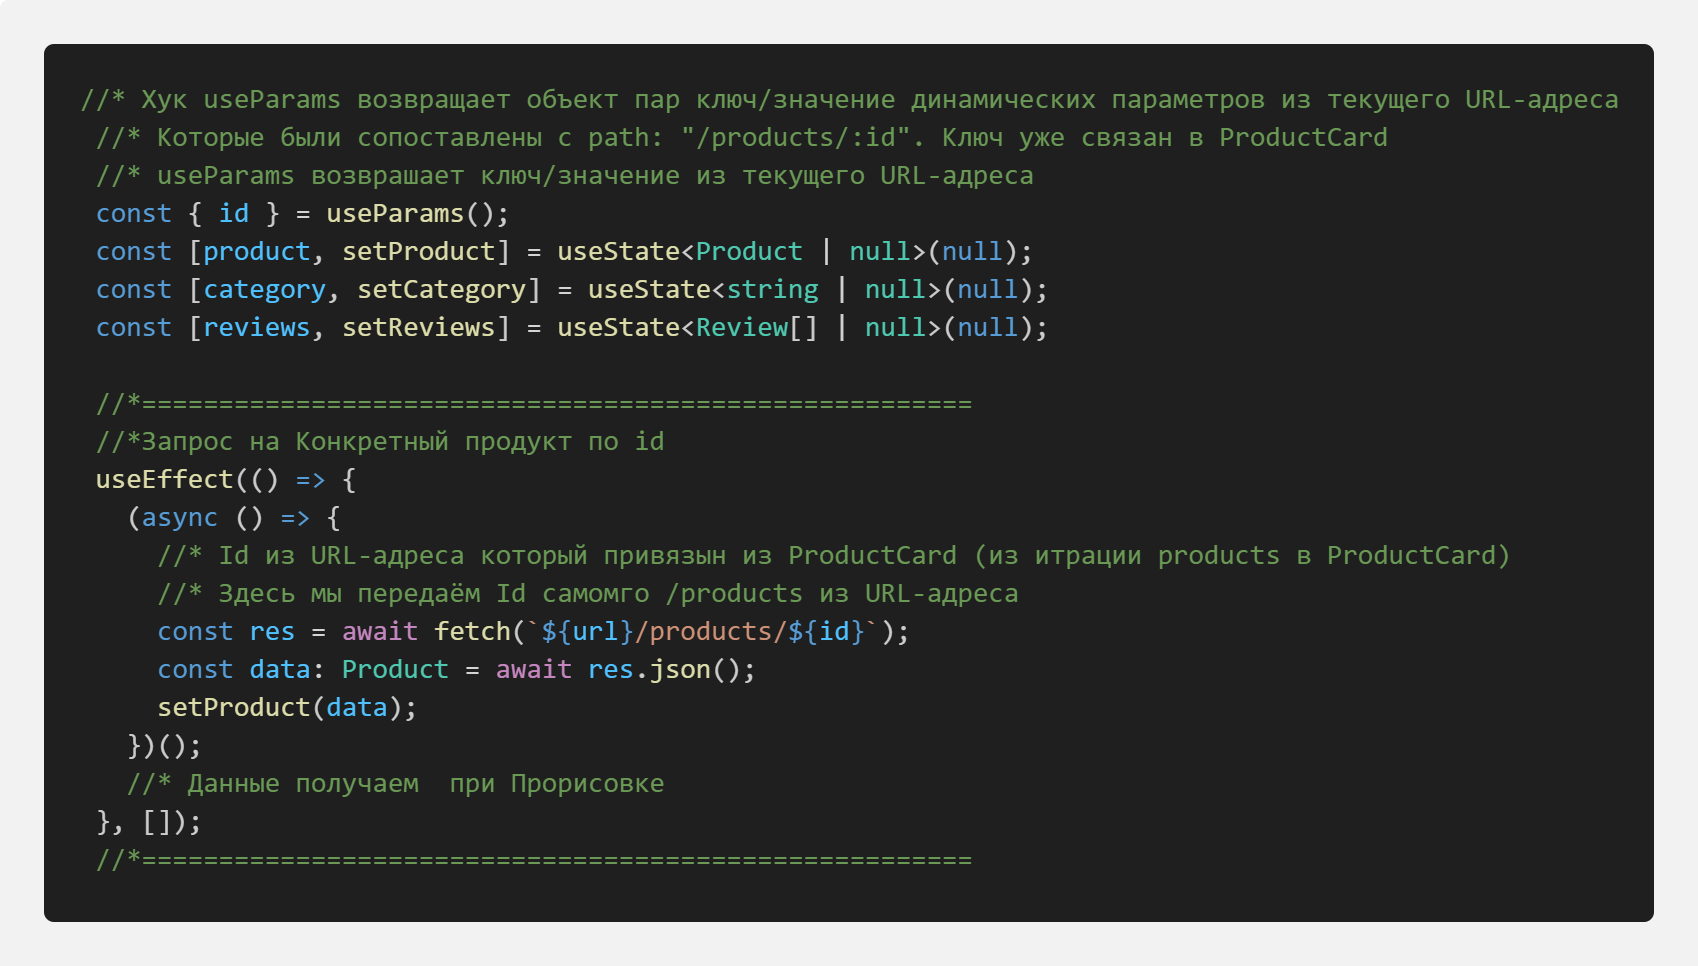 //* Хук useParams возвращает объект пар ключ/значение динамических параметров из текущего URL-адреса
//* Которые были сопоставлены с path: "/products/:id". Ключ уже связан в ProductCard
//* useParams возврашает ключ/значение из текущего URL-адреса
const { id } = useParams();
const [product, setProduct] = useState<Product | null>(null);
const [category, setCategory] = useState<string | null>(null);
const [reviews, setReviews] = useState<Review[] | null>(null);
//*======================================================
//*Запрос на Конкретный продукт по id
useEffect(() => {
(async () => {
//* Id из URL-адреса который привязын из ProductCard (из итрации products в ProductCard)
//* Здесь мы передаём Id самомго /products из URL-адреса
const res = await fetch(`${url}/products/${id}`);
const data: Product = await res.json();
setProduct(data);
})();
//* Данные получаем  при Прорисовке
}, []);
//*======================================================